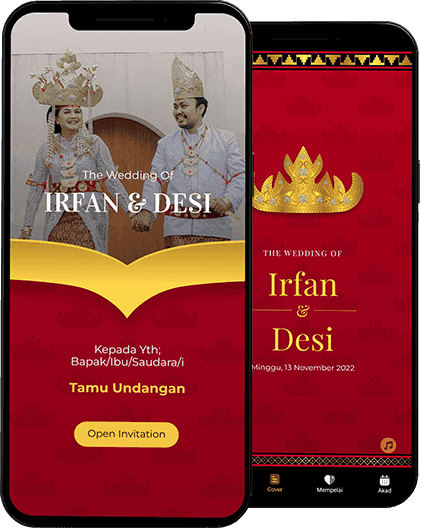 The Wedding Of
IRFAN & DESI
Kepada Yth;
Bapak/Ibu/Saudara/i
Tamu Undangan
Open Invitation
THE WEDDING OF
Irfan
&
Desi
Minggu, 13 November 2022
Cover
Mempelai
Akad